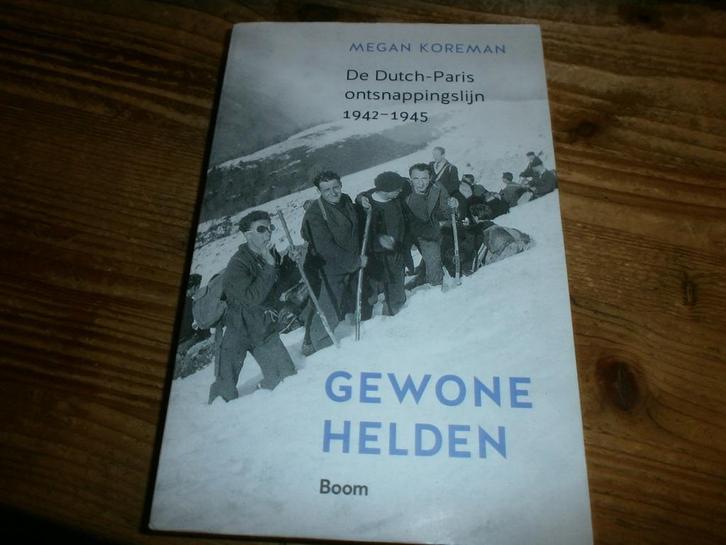 MEGAN KOREMAN
De Dutch-Paris
ontsnappingslijn
1942–1945
GEWONE
HELDEN
Boom